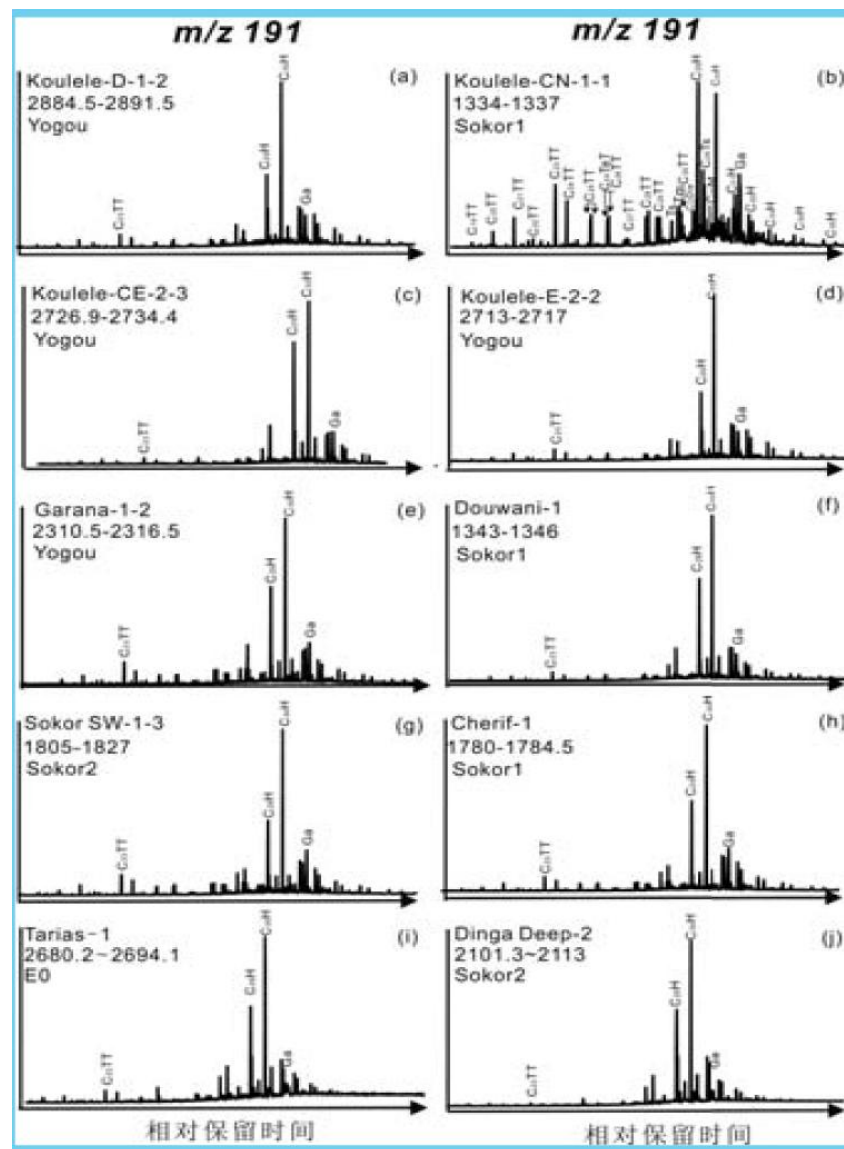 m/z 191
m/z 191
Koulele-D-1-2
2884.5-2891.5
Yogou
(a)
C₂₃TT
C₂₉H
C₃₀H
Ga
Koulele-CN-1-1
1334-1337
Sokor1
(b)
Ga
Koulele-CE-2-3
2726.9-2734.4
Yogou
(c)
C₂₃TT
C₂₉H
C₃₀H
Ga
Koulele-E-2-2
2713-2717
Yogou
(d)
C₂₃TT
C₂₉H
C₃₀H
Ga
Garana-1-2
2310.5-2316.5
Yogou
(e)
C₂₃TT
C₂₉H
C₃₀H
Ga
Douwani-1
1343-1346
Sokor1
(f)
C₂₃TT
C₂₉H
C₃₀H
Ga
Sokor SW-1-3
1805-1827
Sokor2
(g)
C₂₃TT
C₂₉H
C₃₀H
Ga
Cherif-1
1780-1784.5
Sokor1
(h)
C₂₃TT
C₂₉H
C₃₀H
Ga
Tarias-1
2680.2~2694.1
E0
(i)
C₂₃TT
C₂₉H
C₃₀H
Ga
Dinga Deep-2
2101.3~2113
Sokor2
(j)
C₂₃TT
C₂₉H
C₃₀H
Ga
相对保留时间
相对保留时间